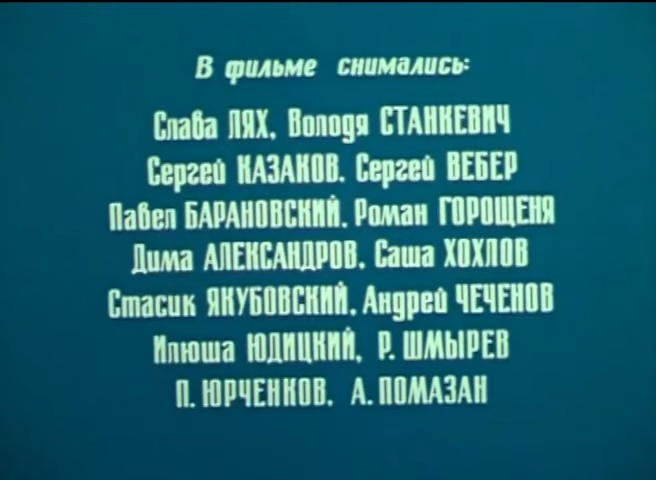 В фильме снимались:
Слава ЛЯХ, Володя СТАНКЕВИЧ
Сергей КАЗАКОВ, Сергей ВЕБЕР
Павел БАРАНОВСКИЙ, Роман ГОРОЩЕНЯ
Дима АЛЕКСАНДРОВ, Саша ХОХЛОВ
Стасик ЯКУБОВСКИЙ, Андрей ЧЕЧЕНОВ
Илюша ЮДИЦКИЙ, Р. ШМЫРЕВ
П. ЮРЧЕНКОВ, А. ПОМАЗАН